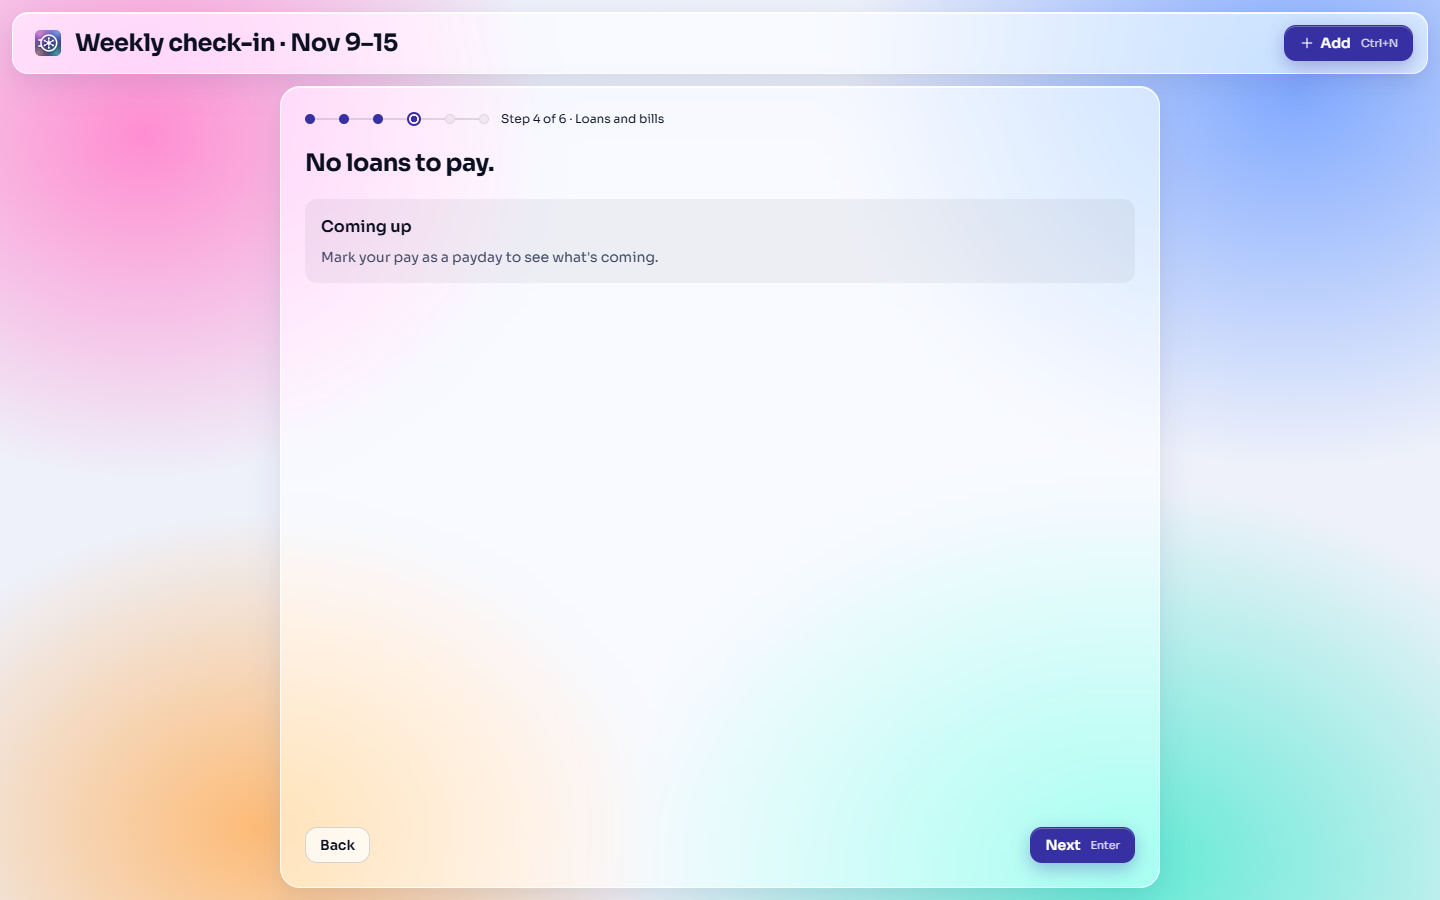 Weekly check-in · Nov 9–15
Add Ctrl+N
Step 4 of 6 · Loans and bills
No loans to pay.
Coming up
Mark your pay as a payday to see what's coming.
Back
Next Enter